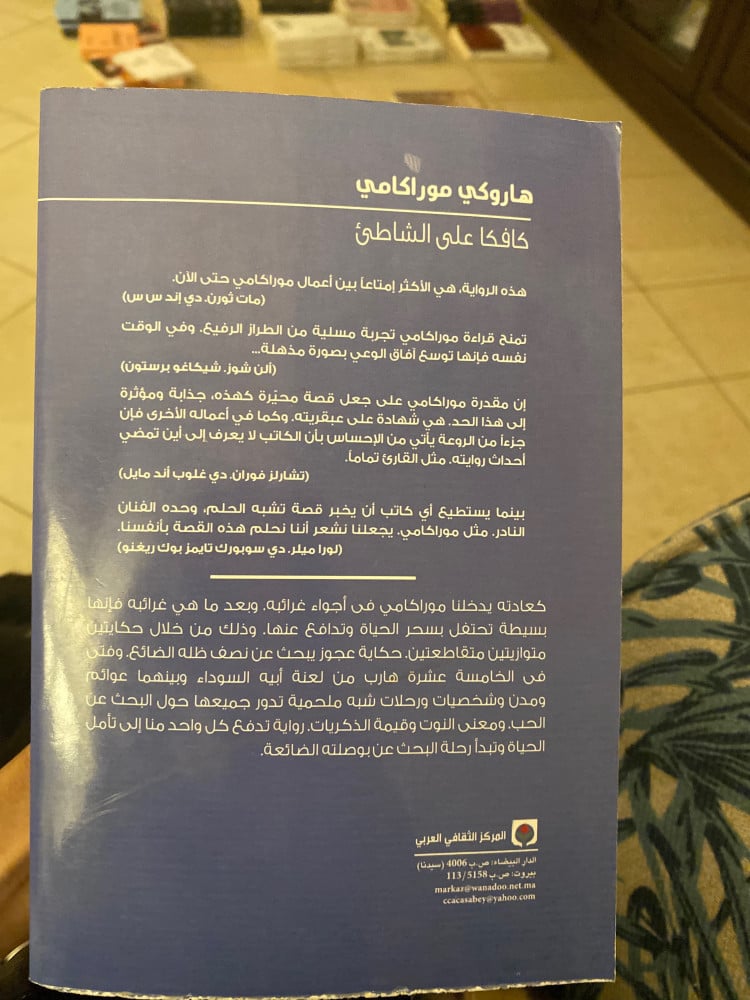 هاروكي موراكامي
كافكا على الشاطئ
هذه الرواية، هي الأكثر إمتاعاً بين أعمال موراكامي حتى الآن.
(مات ثورن. دي إند س س)
تمنح قراءة موراكامي تجربة مسلية من الطراز الرفيع. وفي الوقت
نفسه فإنها توسع آفاق الوعي بصورة مذهلة...
(ألن شوز. شيكاغو برستون)
إن مقدرة موراكامي على جعل قصة محيّرة كهذه، جذابة ومؤثرة
إلى هذا الحد. هي شهادة على عبقريته. وكما في أعماله الأخرى فإن
جزءاً من الروعة يأتي من الإحساس بأن الكاتب لا يعرف إلى أين تمضي
أحداث روايته. مثل القارئ تماماً.
(تشارلز فوران. دي غلوب أند مايل)
بينما يستطيع أي كاتب أن يخبر قصة تشبه الحلم، وحده الفنان
النادر. مثل موراكامي. يجعلنا نشعر أننا نحلم هذه القصة بأنفسنا.
(لورا ميلر. دي سوبورك تايمز بوك ريغنو)
كعادته يدخلنا موراكامي في أجواء غرائبه. وبعد ما هي غرائبه فإنها
بسيطة تحتفل بسحر الحياة وتدافع عنها. وذلك من خلال حكايتين
متوازيتين متقاطعتين. حكاية عجوز يبحث عن نصف ظله الضائع. وفتى
في الخامسة عشرة هارب من لعنة أبيه السوداء وبينهما عوالم
ومدن وشخصيات ورحلات شبه ملحمية تدور جميعها حول البحث عن
الحب. ومعنى النوت وقيمة الذكريات. رواية تدفع كل واحد منا إلى تأمل
الحياة وتبدأ رحلة البحث عن بوصلته الضائعة.
المركز الثقافي العربي
الدار البيضاء: ص.ب 4006 (سيدنا)
بيروت: ص.ب 113/5158
markaz@wanadoo.net.ma
ccacasabey@yahoo.com